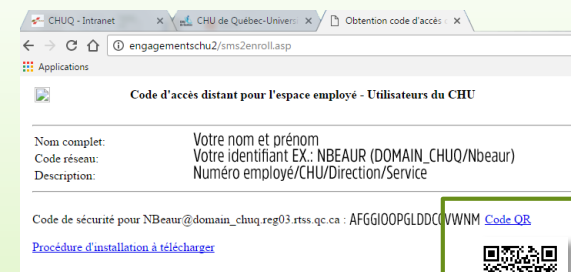 CHUQ - Intranet
CHU de Québec-Universi
Obtention code d'accès
engagementschu2/sms2enroll.asp
Applications
Code d'accès distant pour l'espace employé - Utilisateurs du CHU
Nom complet: Votre nom et prénom
Code réseau: Votre identifiant EX.: NBEAUR (DOMAIN_CHUQ/Nbeaur)
Description: Numéro employé/CHU/Direction/Service
Code de sécurité pour NBeaur@domain_chuq.reg03.rtss.qc.ca : AFGGIOOPGLDDCGVWNM Code QR
Procédure d'installation à télécharger